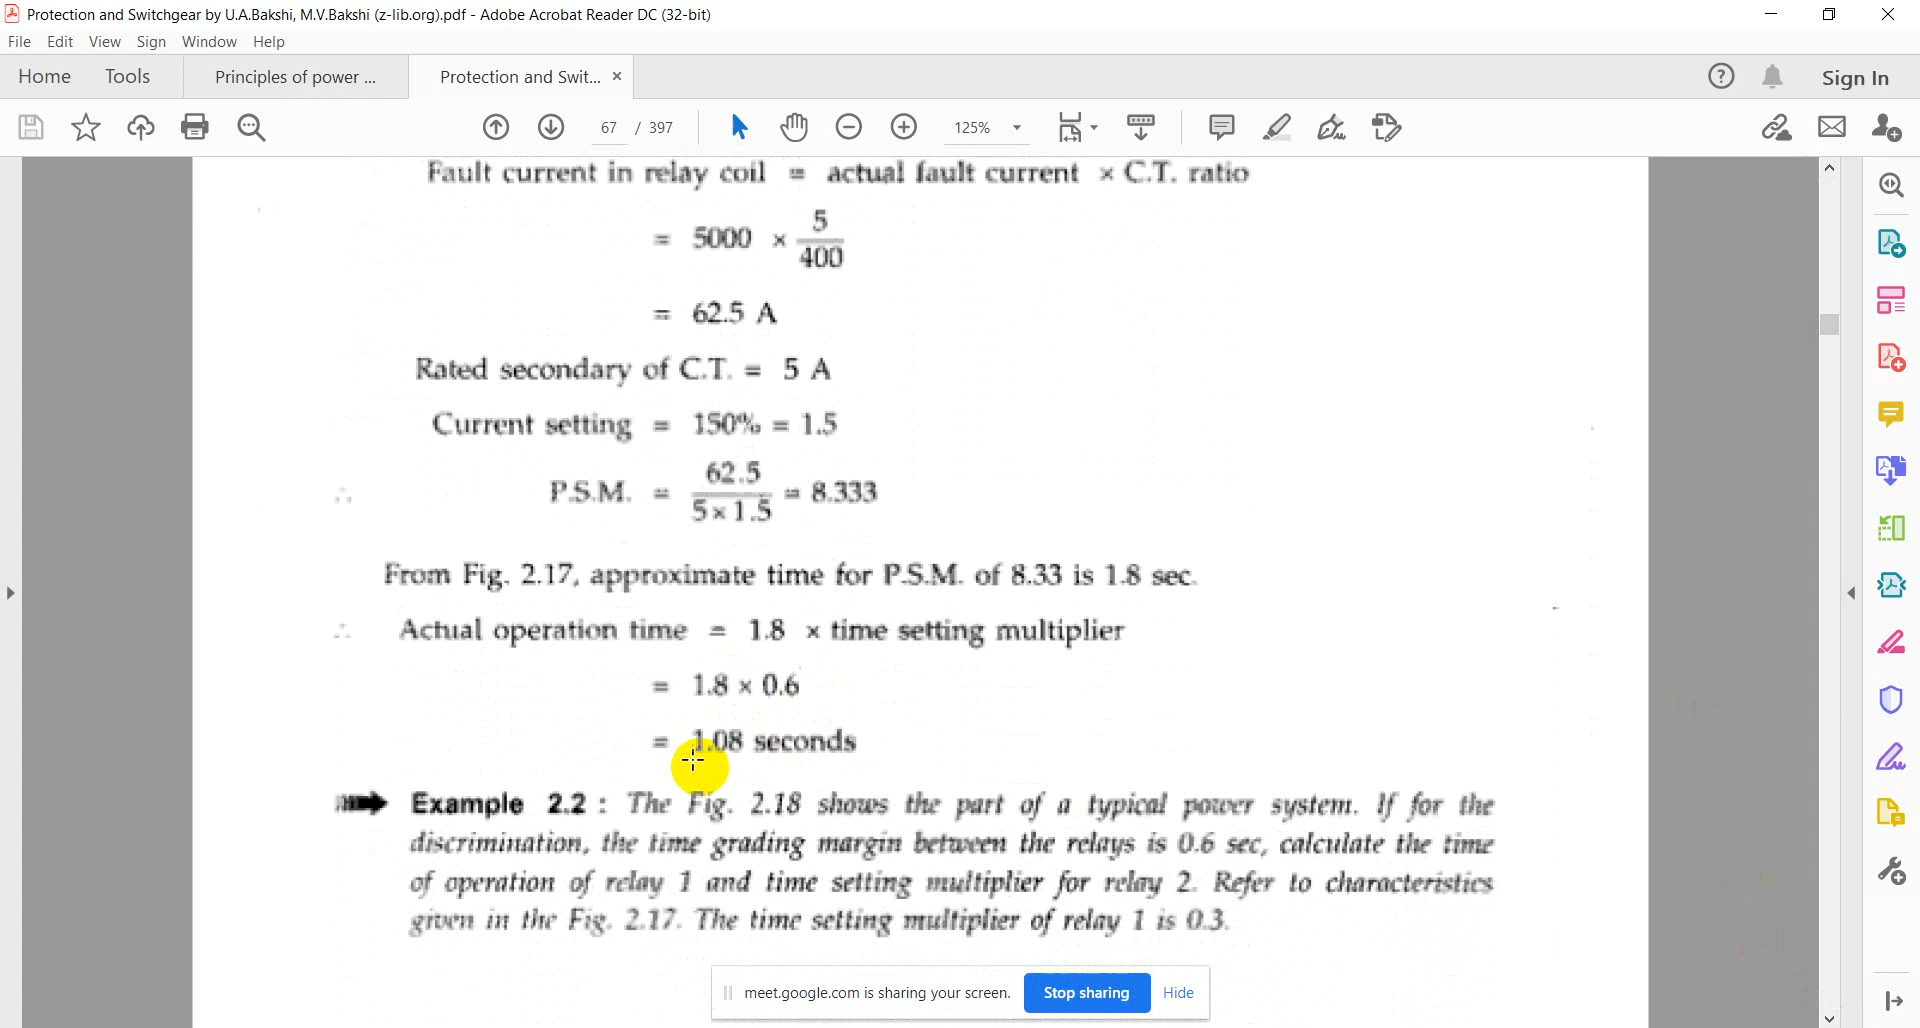 Protection and Switchgear by U.A.Bakshi, M.V.Bakshi (z-lib.org).pdf - Adobe Acrobat Reader DC (32-bit)
File Edit View Sign Window Help
Home Tools Principles of power ... Protection and Swit... × Sign In
67 / 397 125%
Fault current in relay coil = actual fault current × C.T. ratio
= 5000 × 5/400
= 62.5 A
Rated secondary of C.T. = 5 A
Current setting = 150% = 1.5
∴ P.S.M. = 62.5/5 × 1.5 = 8.333
From Fig. 2.17, approximate time for P.S.M. of 8.33 is 1.8 sec.
∴ Actual operation time = 1.8 × time setting multiplier
= 1.8 × 0.6
= 1.08 seconds
Example 2.2 : The Fig. 2.18 shows the part of a typical power system. If for the
discrimination, the time grading margin between the relays is 0.6 sec, calculate the time
of operation of relay 1 and time setting multiplier for relay 2. Refer to characteristics
given in the Fig. 2.17. The time setting multiplier of relay 1 is 0.3.
meet.google.com is sharing your screen. Stop sharing Hide